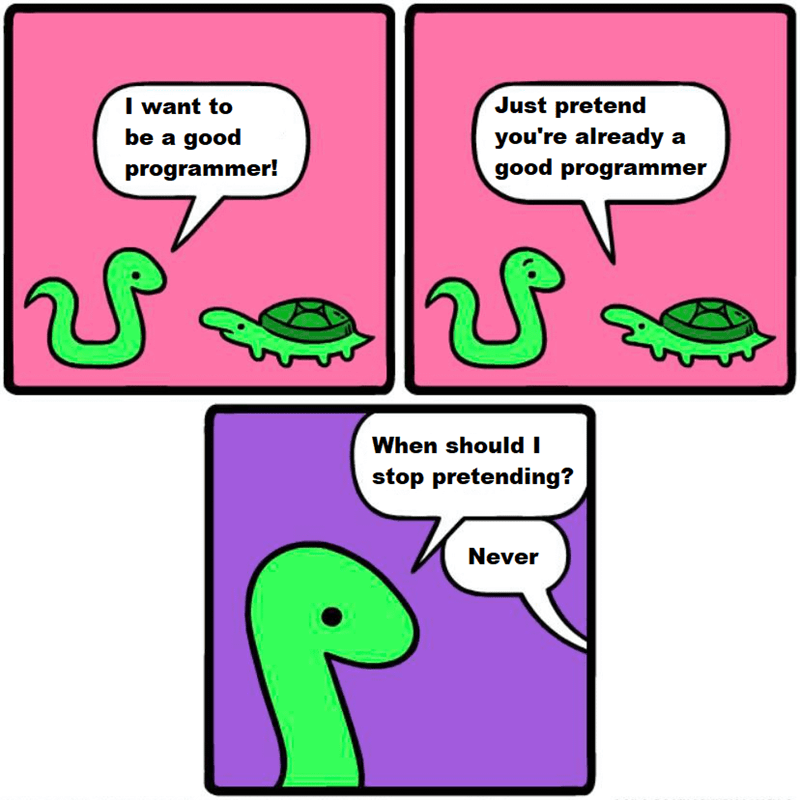 I want to
be a good
programmer!
Just pretend
you're already a
good programmer
When should I
stop pretending?
Never